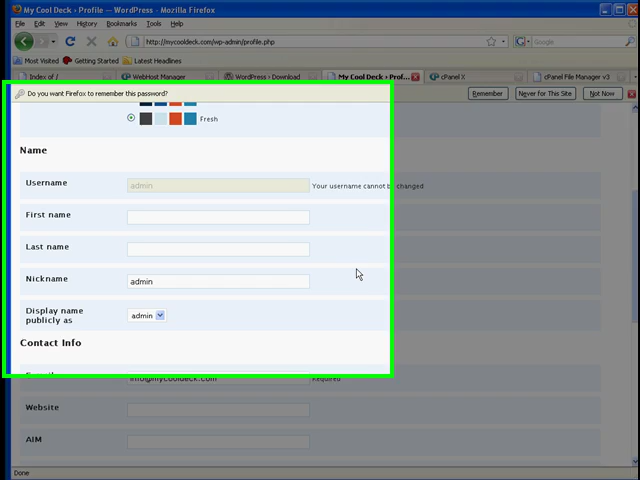 My Cool Deck › Profile — WordPress - Mozilla Firefox
File Edit View History Bookmarks Tools Help
http://mycooldeck.com/wp-admin/profile.php
Google
Most Visited Getting Started Latest Headlines
Index of / WebHost Manager WordPress › Download My Cool Deck › Prof... cPanel X cPanel File Manager v3
Do you want Firefox to remember this password? Remember Never for This Site Not Now
Fresh
Name
Username admin Your username cannot be changed
First name
Last name
Nickname admin
Display name publicly as admin
Contact Info
info@mycooldeck.com Required
Website
AIM
Done